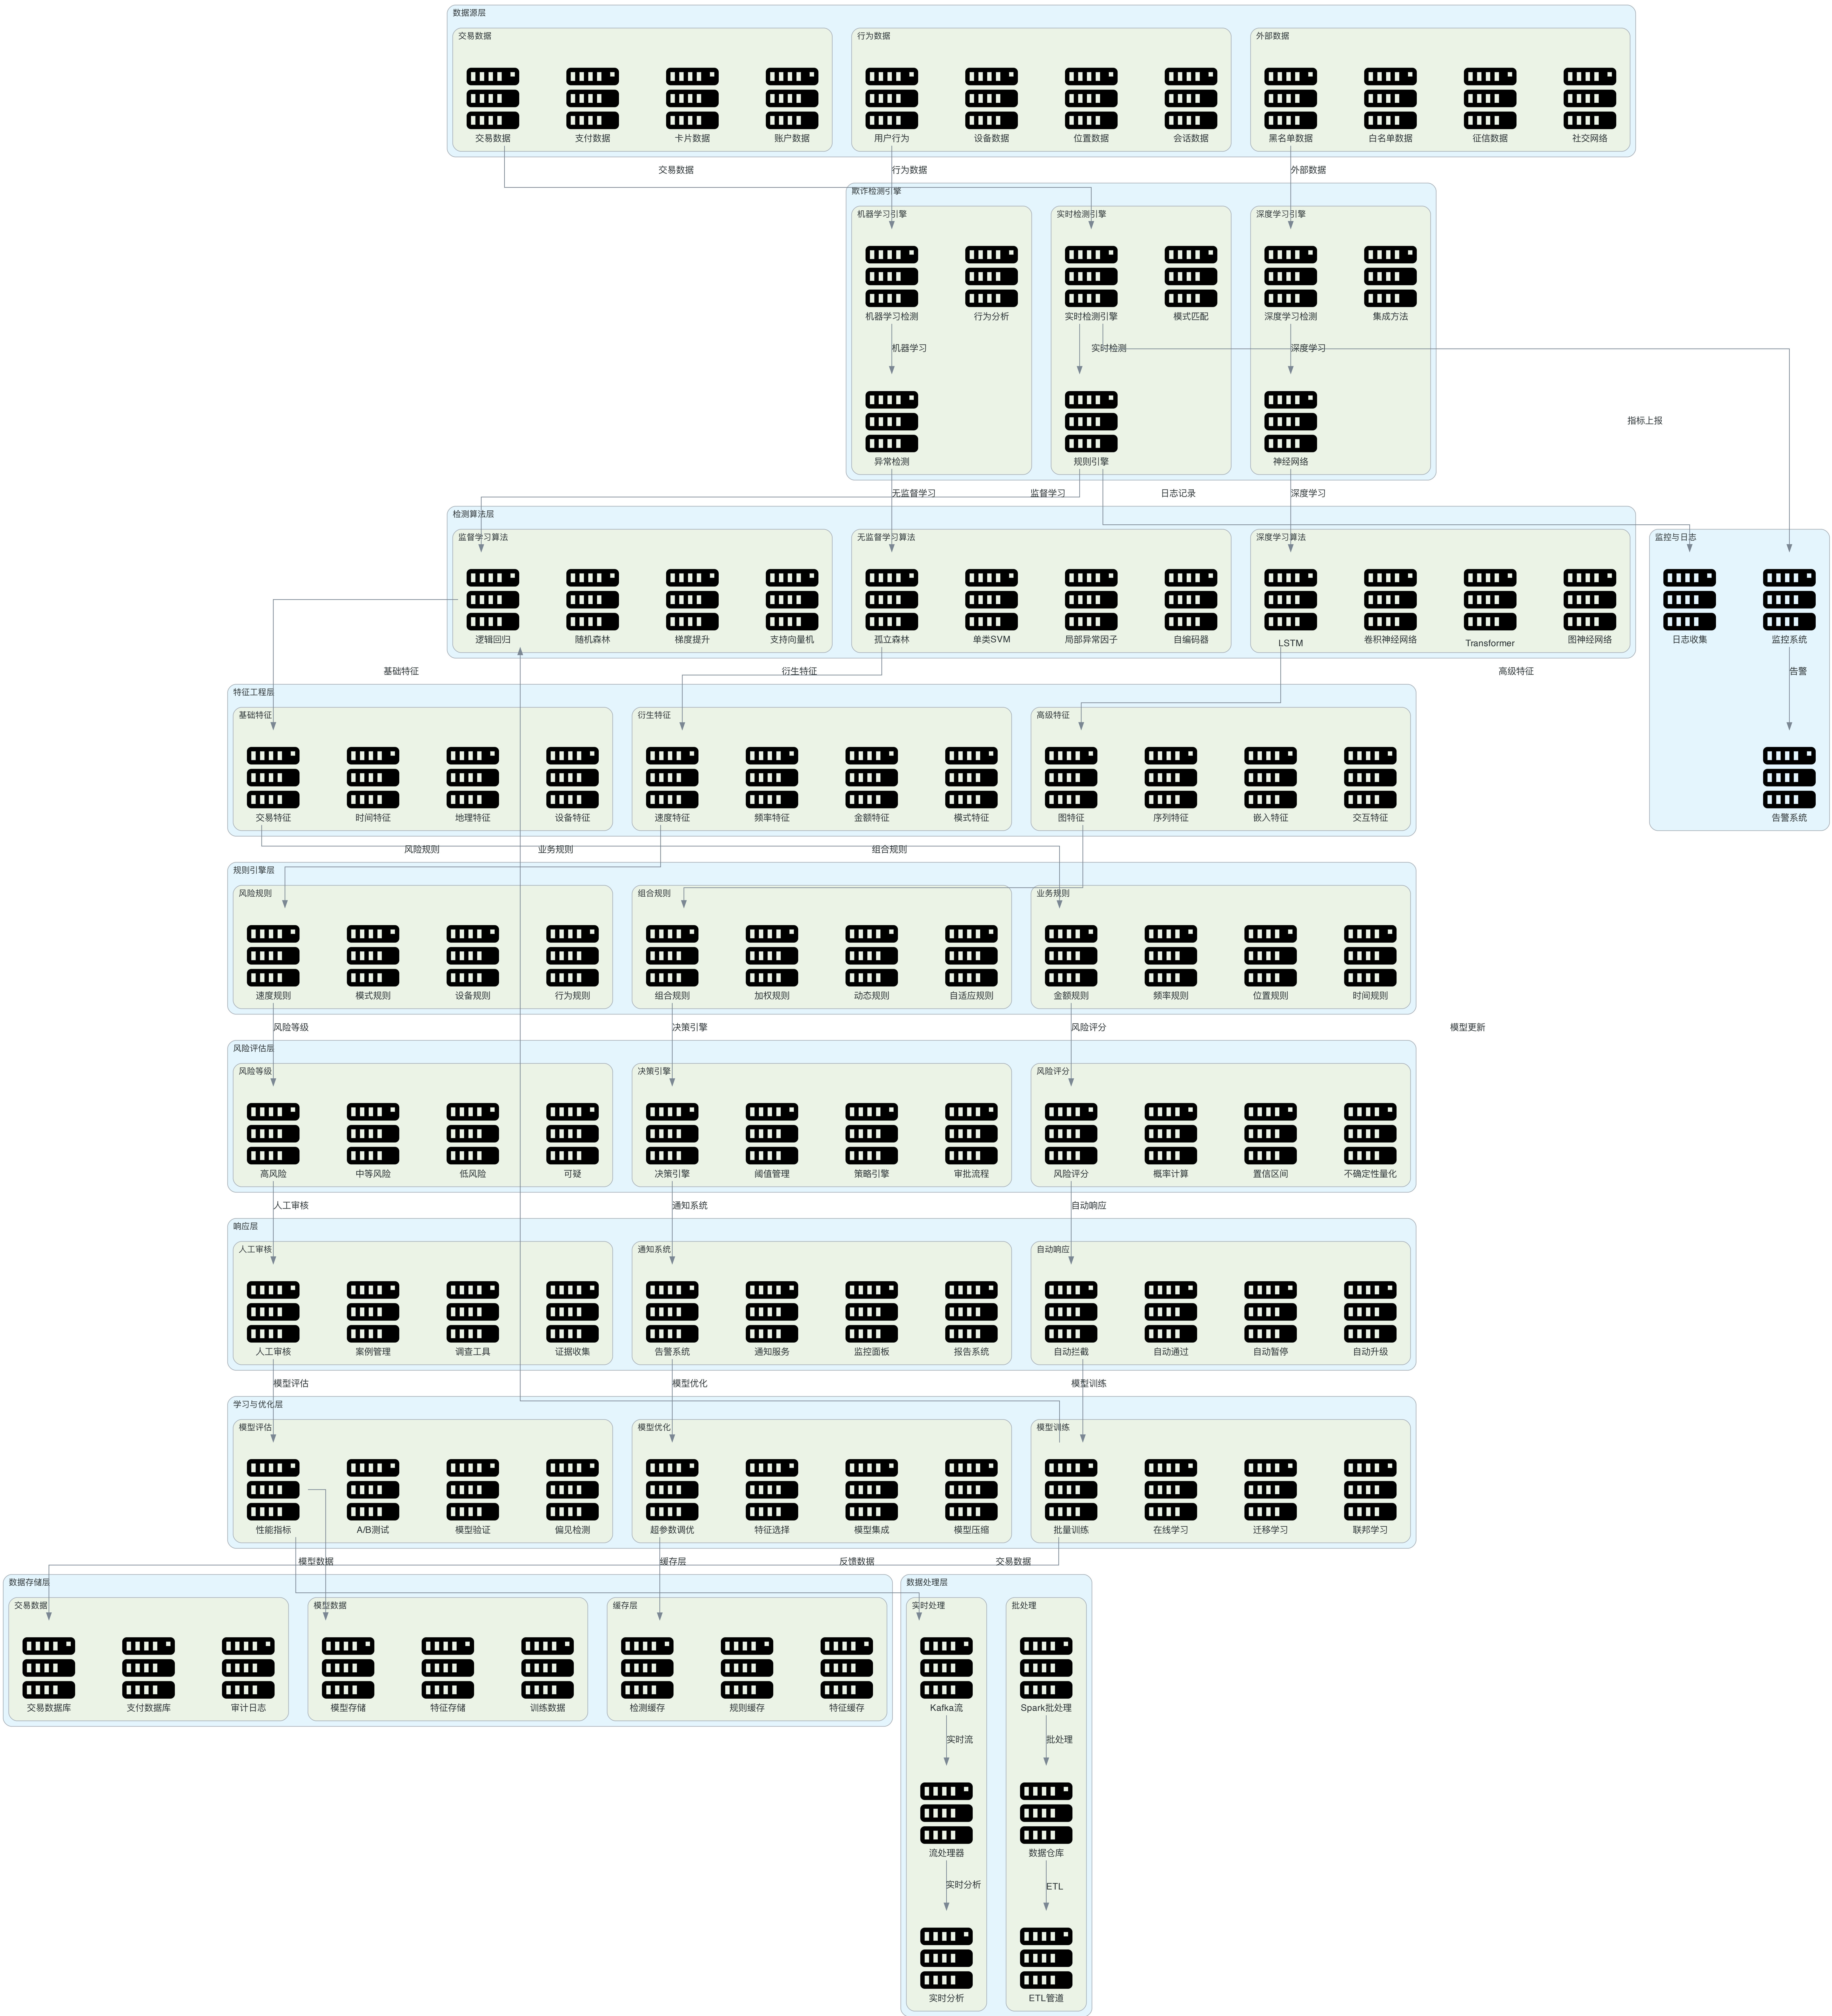 数据源层
交易数据
行为数据
外部数据
交易数据
支付数据
卡片数据
账户数据
用户行为
设备数据
位置数据
会话数据
黑名单数据
白名单数据
征信数据
社交网络
交易数据
行为数据
外部数据
欺诈检测引擎
机器学习引擎
实时检测引擎
深度学习引擎
机器学习检测
行为分析
实时检测引擎
模式匹配
深度学习检测
集成方法
机器学习
实时检测
深度学习
指标上报
异常检测
规则引擎
神经网络
无监督学习
监督学习
日志记录
深度学习
检测算法层
监督学习算法
无监督学习算法
深度学习算法
监控与日志
逻辑回归
随机森林
梯度提升
支持向量机
孤立森林
单类SVM
局部异常因子
自编码器
LSTM
卷积神经网络
Transformer
图神经网络
日志收集
监控系统
基础特征
衍生特征
高级特征
告警
特征工程层
基础特征
衍生特征
高级特征
交易特征
时间特征
地理特征
设备特征
速度特征
频率特征
金额特征
模式特征
图特征
序列特征
嵌入特征
交互特征
告警系统
风险规则
业务规则
组合规则
规则引擎层
风险规则
组合规则
业务规则
速度规则
模式规则
设备规则
行为规则
组合规则
加权规则
动态规则
自适应规则
金额规则
频率规则
位置规则
时间规则
风险等级
决策引擎
风险评分
模型更新
风险评估层
风险等级
决策引擎
风险评分
高风险
中等风险
低风险
可疑
决策引擎
阈值管理
策略引擎
审批流程
风险评分
概率计算
置信区间
不确定性量化
人工审核
通知系统
自动响应
响应层
人工审核
通知系统
自动响应
人工审核
案例管理
调查工具
证据收集
告警系统
通知服务
监控面板
报告系统
自动拦截
自动通过
自动暂停
自动升级
模型评估
模型优化
模型训练
学习与优化层
模型评估
模型优化
模型训练
性能指标
A/B测试
模型验证
偏见检测
超参数调优
特征选择
模型集成
模型压缩
批量训练
在线学习
迁移学习
联邦学习
模型数据
缓存层
反馈数据
交易数据
数据存储层
数据处理层
交易数据
模型数据
缓存层
实时处理
批处理
交易数据库
支付数据库
审计日志
模型存储
特征存储
训练数据
检测缓存
规则缓存
特征缓存
Kafka流
Spark批处理
实时流
批处理
流处理器
数据仓库
实时分析
ETL
实时分析
ETL管道